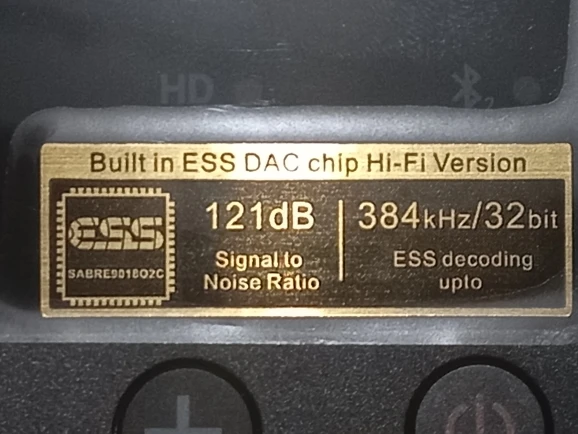 HD
2
Built in ESS DAC chip Hi-Fi Version
ESS
SABRE9018Q2C
121dB
Signal to
Noise Ratio
384kHz/32bit
ESS decoding
upto